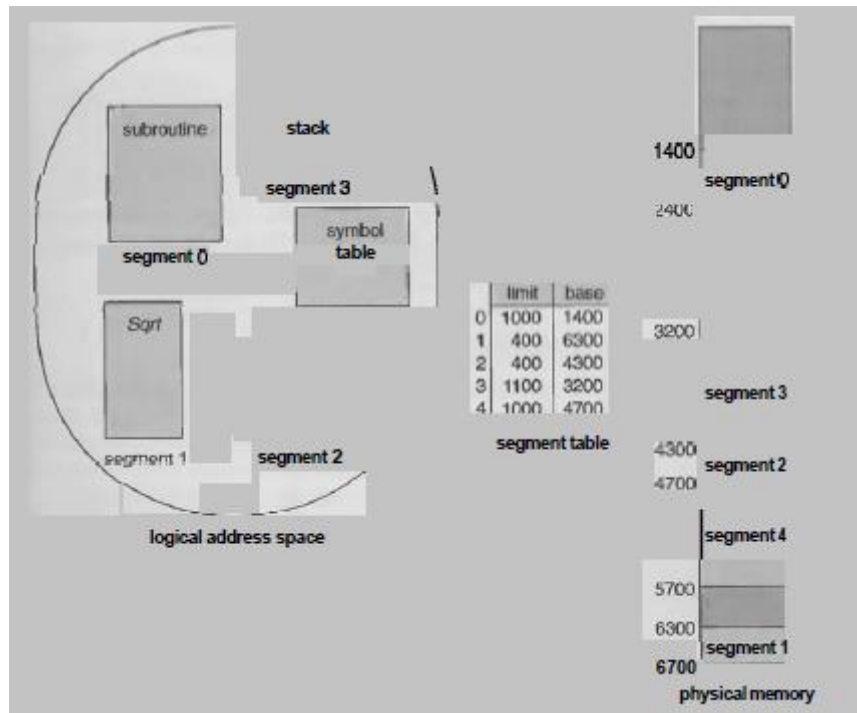 subroutine
stack
segment 3
segment 0
symbol
table
Sqrt
segment 1
segment 2
logical address space
limit base
0 1000 1400
1 400 6300
2 400 4300
3 1100 3200
4 1000 4700
segment table
1400
segment 0
2400
3200
segment 3
4300
segment 2
4700
segment 4
5700
6300
segment 1
6700
physical memory